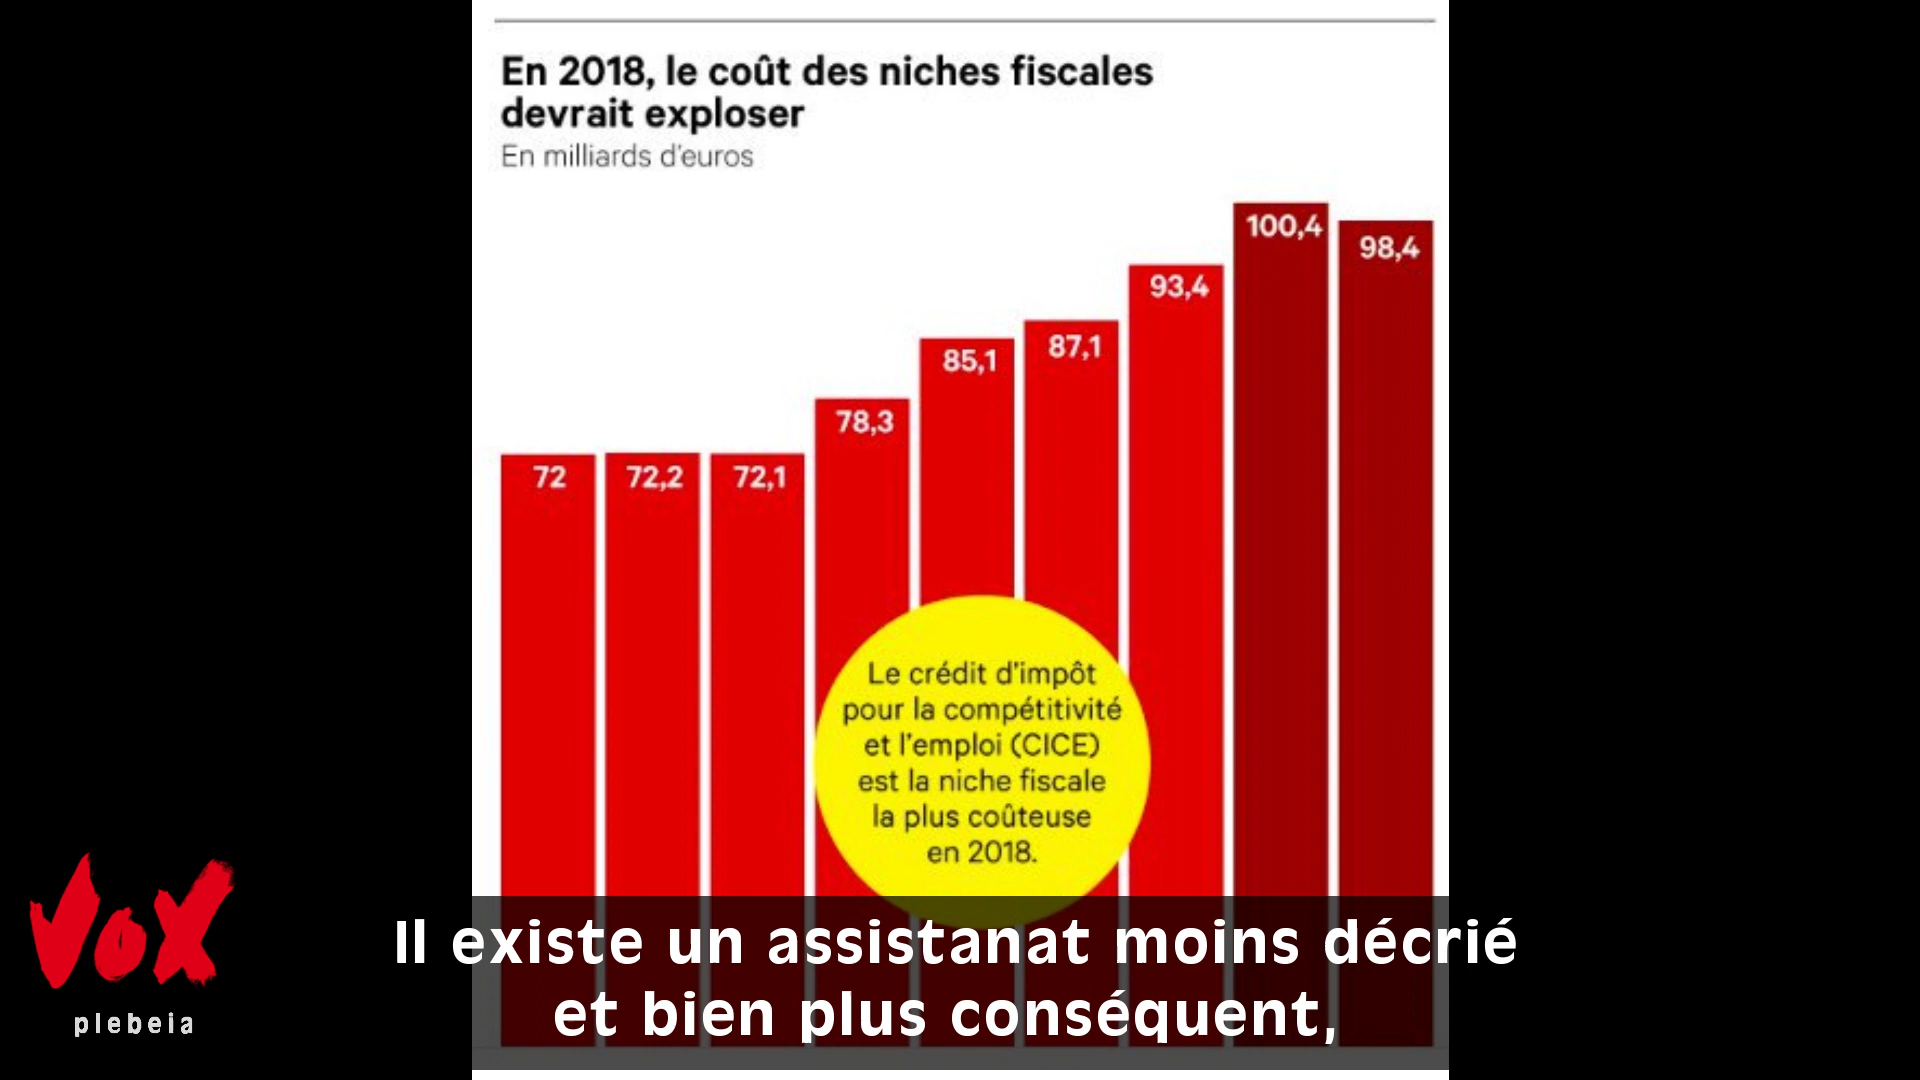 En 2018, le coût des niches fiscales
devrait exploser
En milliards d'euros
100,4
98,4
93,4
87,1
85,1
78,3
72
72,2
72,1
Le crédit d'impôt
pour la compétitivité
et l'emploi (CICE)
est la niche fiscale
la plus coûteuse
en 2018.
Vox
plebeia
Il existe un assistanat moins décrié
et bien plus conséquent,